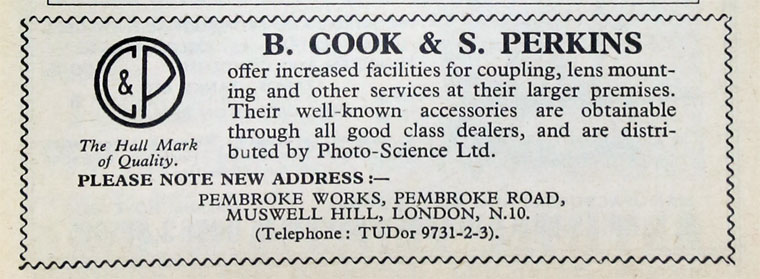 B. COOK & S. PERKINS
C & P
offer increased facilities for coupling, lens mount-
ing and other services at their larger premises.
Their well-known accessories are obtainable
through all good class dealers, and are distri-
buted by Photo-Science Ltd.
The Hall Mark
of Quality.
PLEASE NOTE NEW ADDRESS :—
PEMBROKE WORKS, PEMBROKE ROAD,
MUSWELL HILL, LONDON, N.10.
(Telephone : TUDor 9731-2-3).